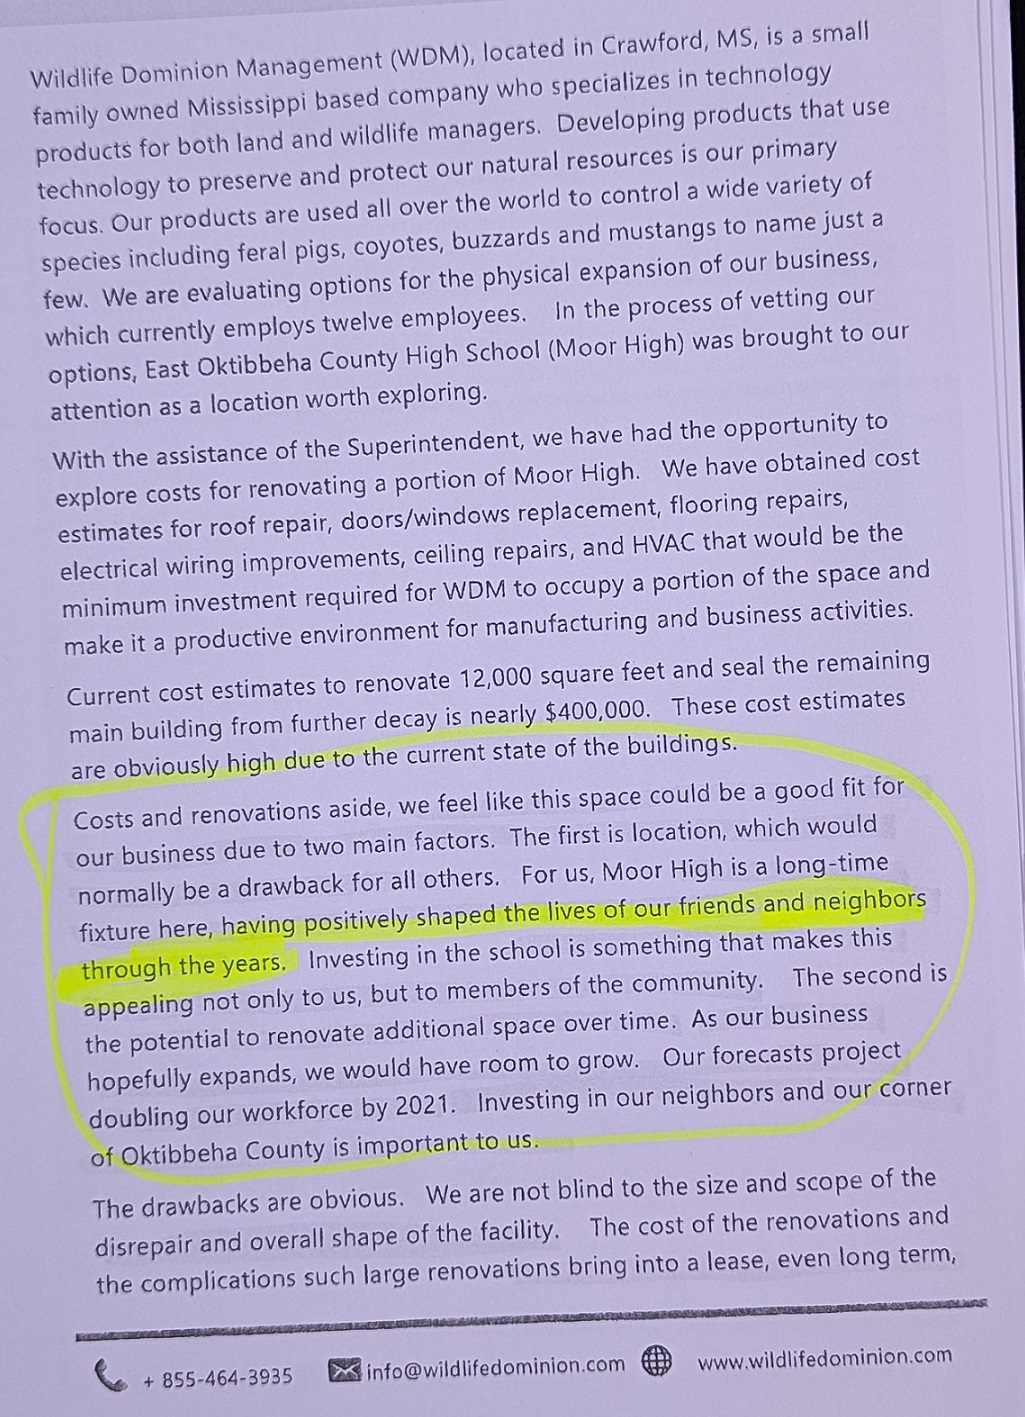 Wildlife Dominion Management (WDM), located in Crawford, MS, is a small
family owned Mississippi based company who specializes in technology
products for both land and wildlife managers.  Developing products that use
technology to preserve and protect our natural resources is our primary
focus. Our products are used all over the world to control a wide variety of
species including feral pigs, coyotes, buzzards and mustangs to name just a
few.  We are evaluating options for the physical expansion of our business,
which currently employs twelve employees.   In the process of vetting our
options, East Oktibbeha County High School (Moor High) was brought to our
attention as a location worth exploring.
With the assistance of the Superintendent, we have had the opportunity to
explore costs for renovating a portion of Moor High.   We have obtained cost
estimates for roof repair, doors/windows replacement, flooring repairs,
electrical wiring improvements, ceiling repairs, and HVAC that would be the
minimum investment required for WDM to occupy a portion of the space and
make it a productive environment for manufacturing and business activities.
Current cost estimates to renovate 12,000 square feet and seal the remaining
main building from further decay is nearly $400,000.   These cost estimates
are obviously high due to the current state of the buildings.
Costs and renovations aside, we feel like this space could be a good fit for
our business due to two main factors.  The first is location, which would
normally be a drawback for all others.   For us, Moor High is a long-time
fixture here, having positively shaped the lives of our friends and neighbors
through the years.   Investing in the school is something that makes this
appealing not only to us, but to members of the community.    The second is
the potential to renovate additional space over time.  As our business
hopefully expands, we would have room to grow.   Our forecasts project
doubling our workforce by 2021.   Investing in our neighbors and our corner
of Oktibbeha County is important to us.
The drawbacks are obvious.   We are not blind to the size and scope of the
disrepair and overall shape of the facility.    The cost of the renovations and
the complications such large renovations bring into a lease, even long term,
+ 855-464-3935 info@wildlifedominion.com www.wildlifedominion.com